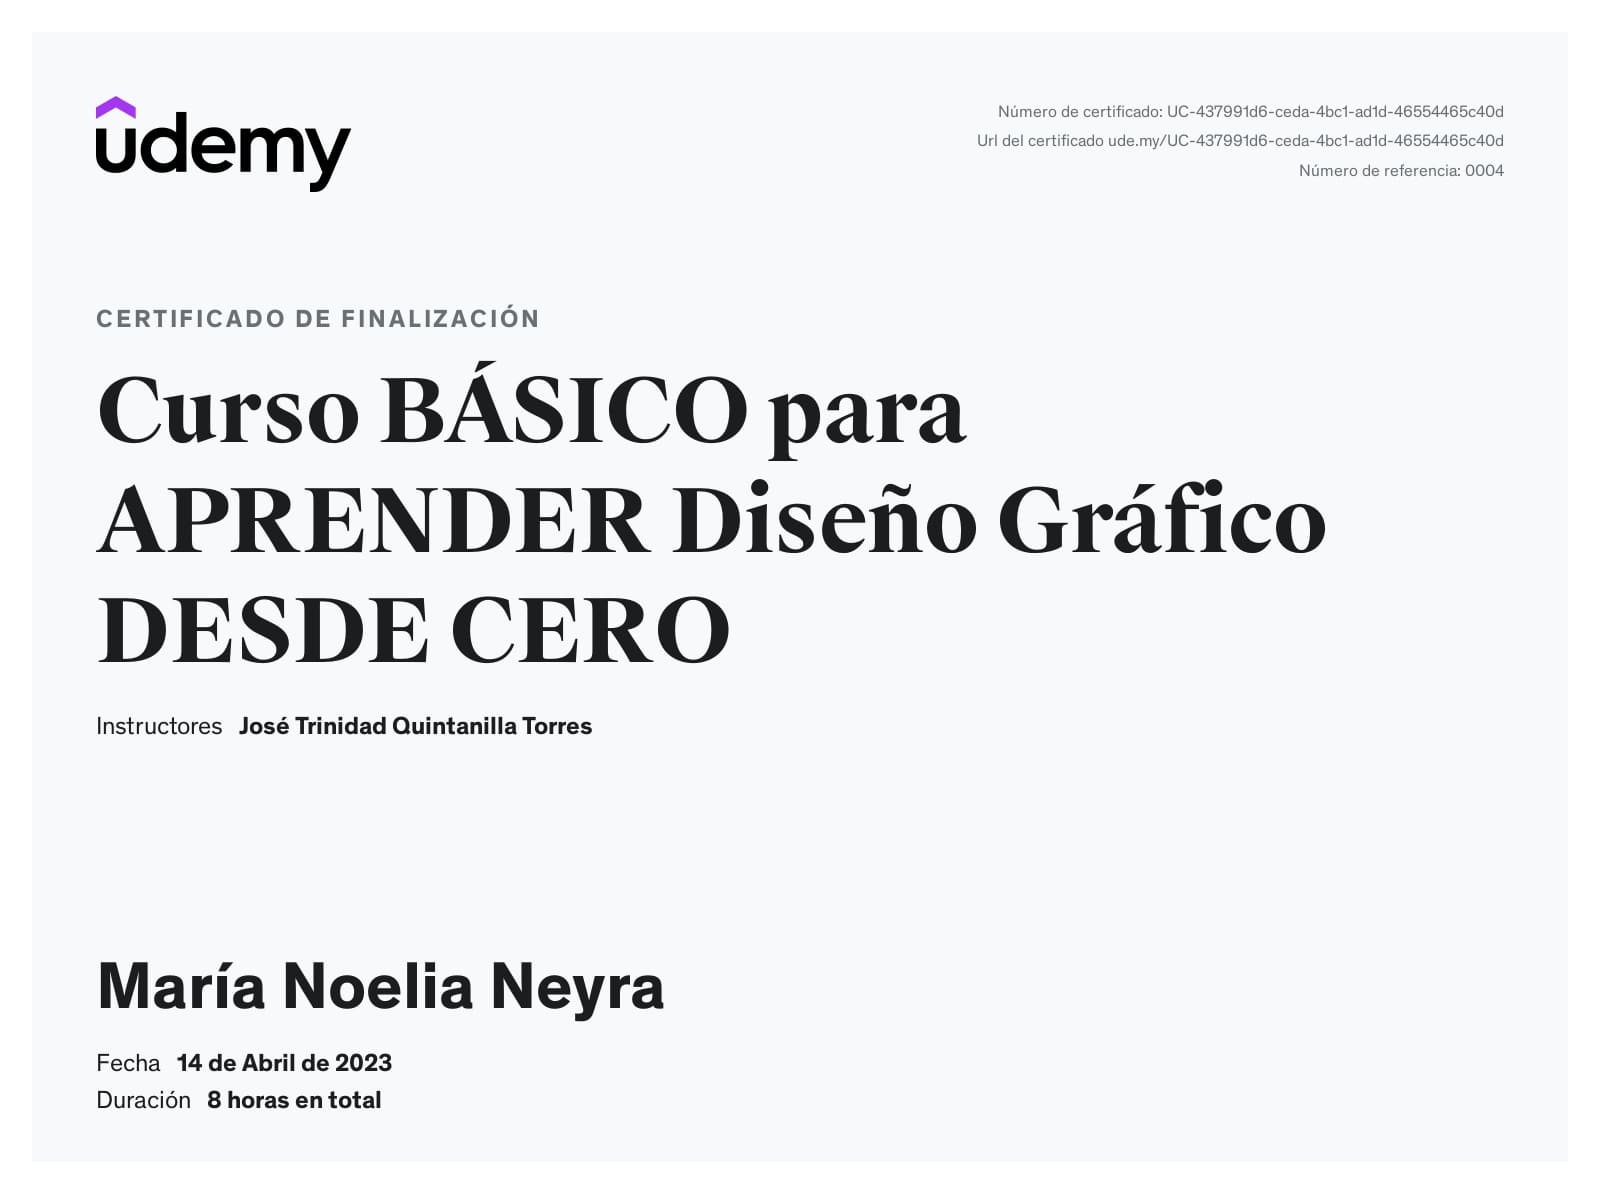 udemy
Número de certificado: UC-437991d6-ceda-4bc1-ad1d-46554465c40d
Url del certificado ude.my/UC-437991d6-ceda-4bc1-ad1d-46554465c40d
Número de referencia: 0004
CERTIFICADO DE FINALIZACIÓN
Curso BÁSICO para
APRENDER Diseño Gráfico
DESDE CERO
Instructores José Trinidad Quintanilla Torres
María Noelia Neyra
Fecha 14 de Abril de 2023
Duración 8 horas en total